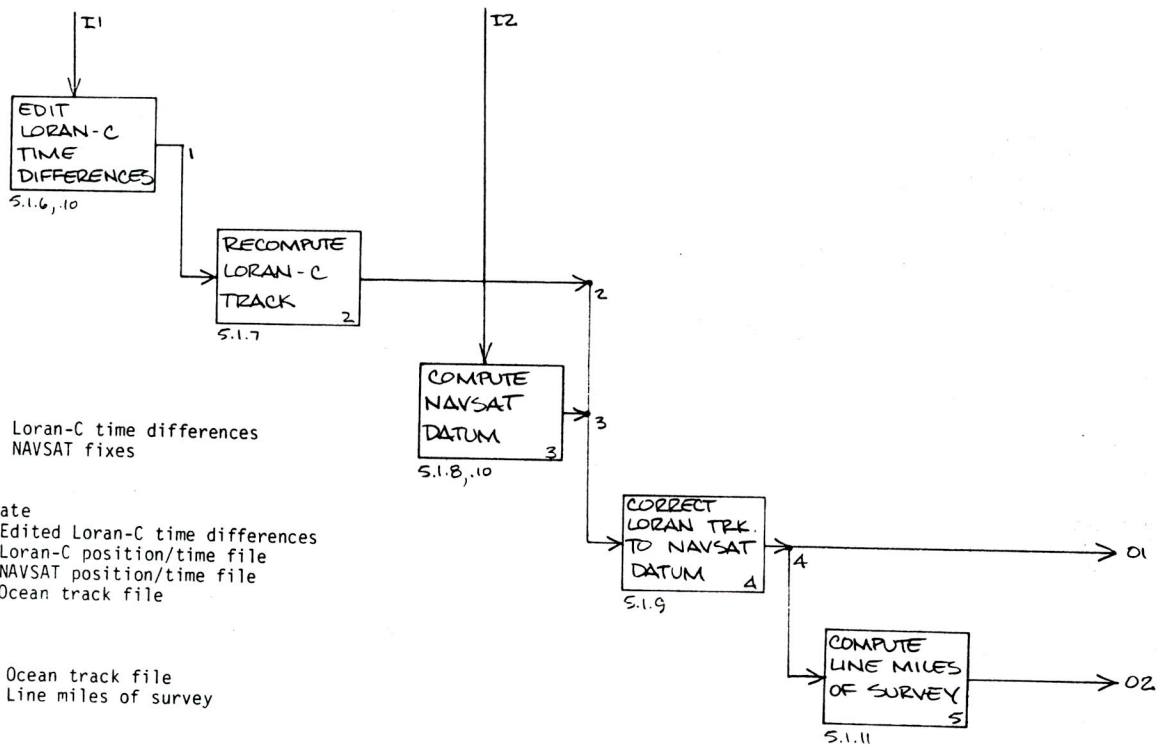 I1
I2
EDIT
LORAN-C
TIME
DIFFERENCES
1
5.1.6, .10
RECOMPUTE
LORAN-C
TRACK
2
5.1.7
2
COMPUTE
NAVSAT
DATUM
3
5.1.8, .10
3
Loran-C time differences
NAVSAT fixes
ate
Edited Loran-C time differences
Loran-C position/time file
NAVSAT position/time file
Ocean track file
CORRECT
LORAN TRK.
TO NAVSAT
DATUM
4
5.1.9
4
O1
Ocean track file
Line miles of survey
COMPUTE
LINE MILES
OF SURVEY
5
5.1.11
O2